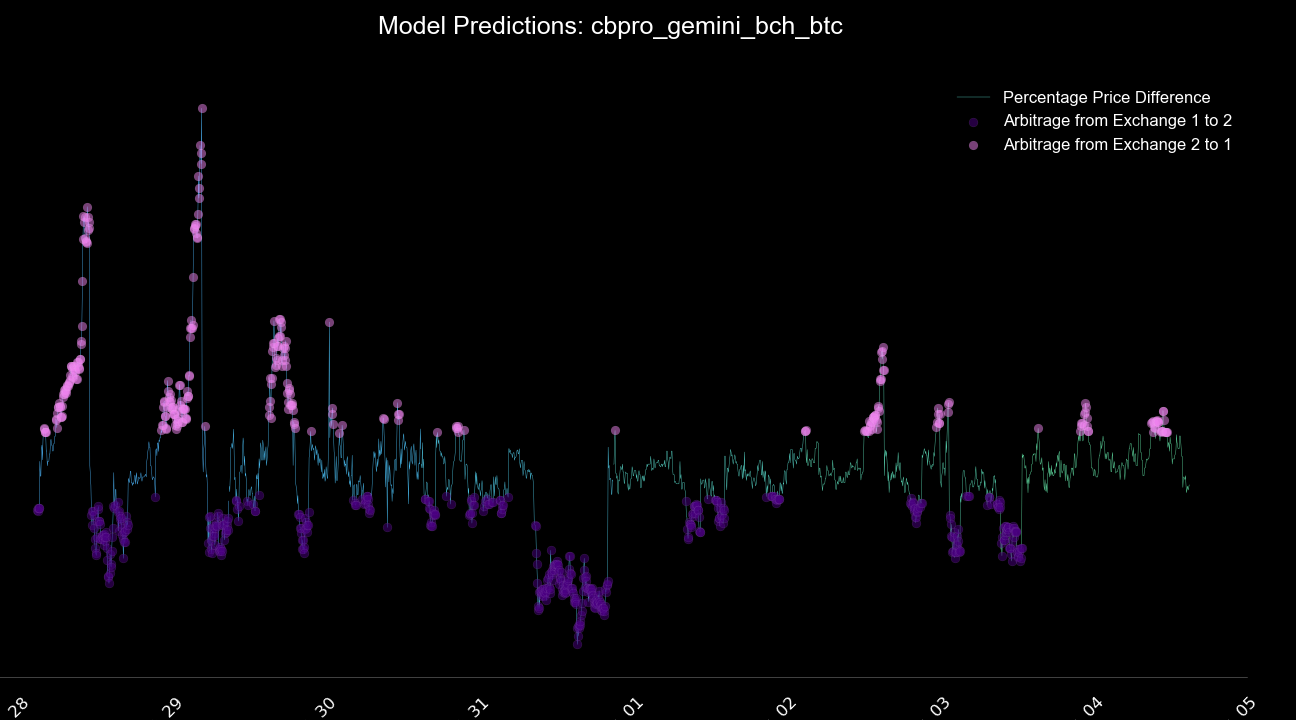 Model Predictions: cbpro_gemini_bch_btc
Percentage Price Difference
Arbitrage from Exchange 1 to 2
Arbitrage from Exchange 2 to 1
28 29 30 31 01 02 03 04 05